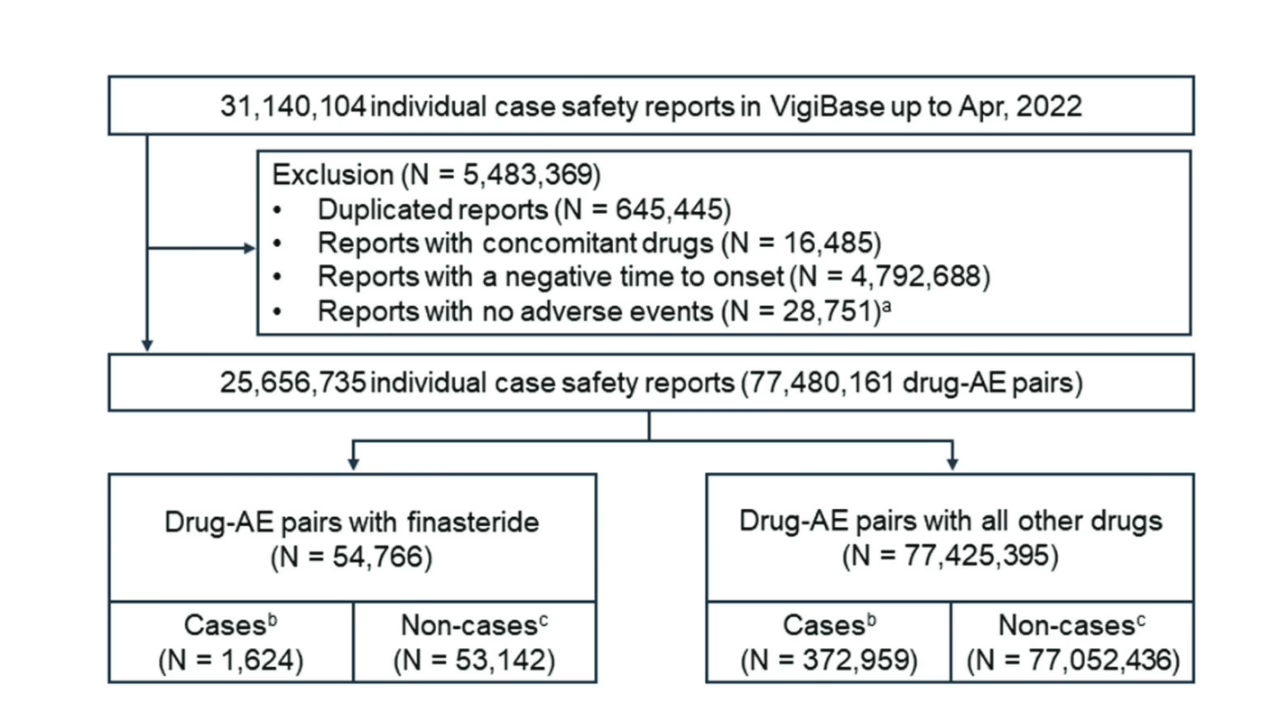 31,140,104 individual case safety reports in VigiBase up to Apr, 2022
Exclusion (N = 5,483,369)
• Duplicated reports (N = 645,445)
• Reports with concomitant drugs (N = 16,485)
• Reports with a negative time to onset (N = 4,792,688)
• Reports with no adverse events (N = 28,751)ᵃ
25,656,735 individual case safety reports (77,480,161 drug-AE pairs)
Drug-AE pairs with finasteride
(N = 54,766)
Casesᵇ
(N = 1,624)
Non-casesᶜ
(N = 53,142)
Drug-AE pairs with all other drugs
(N = 77,425,395)
Casesᵇ
(N = 372,959)
Non-casesᶜ
(N = 77,052,436)